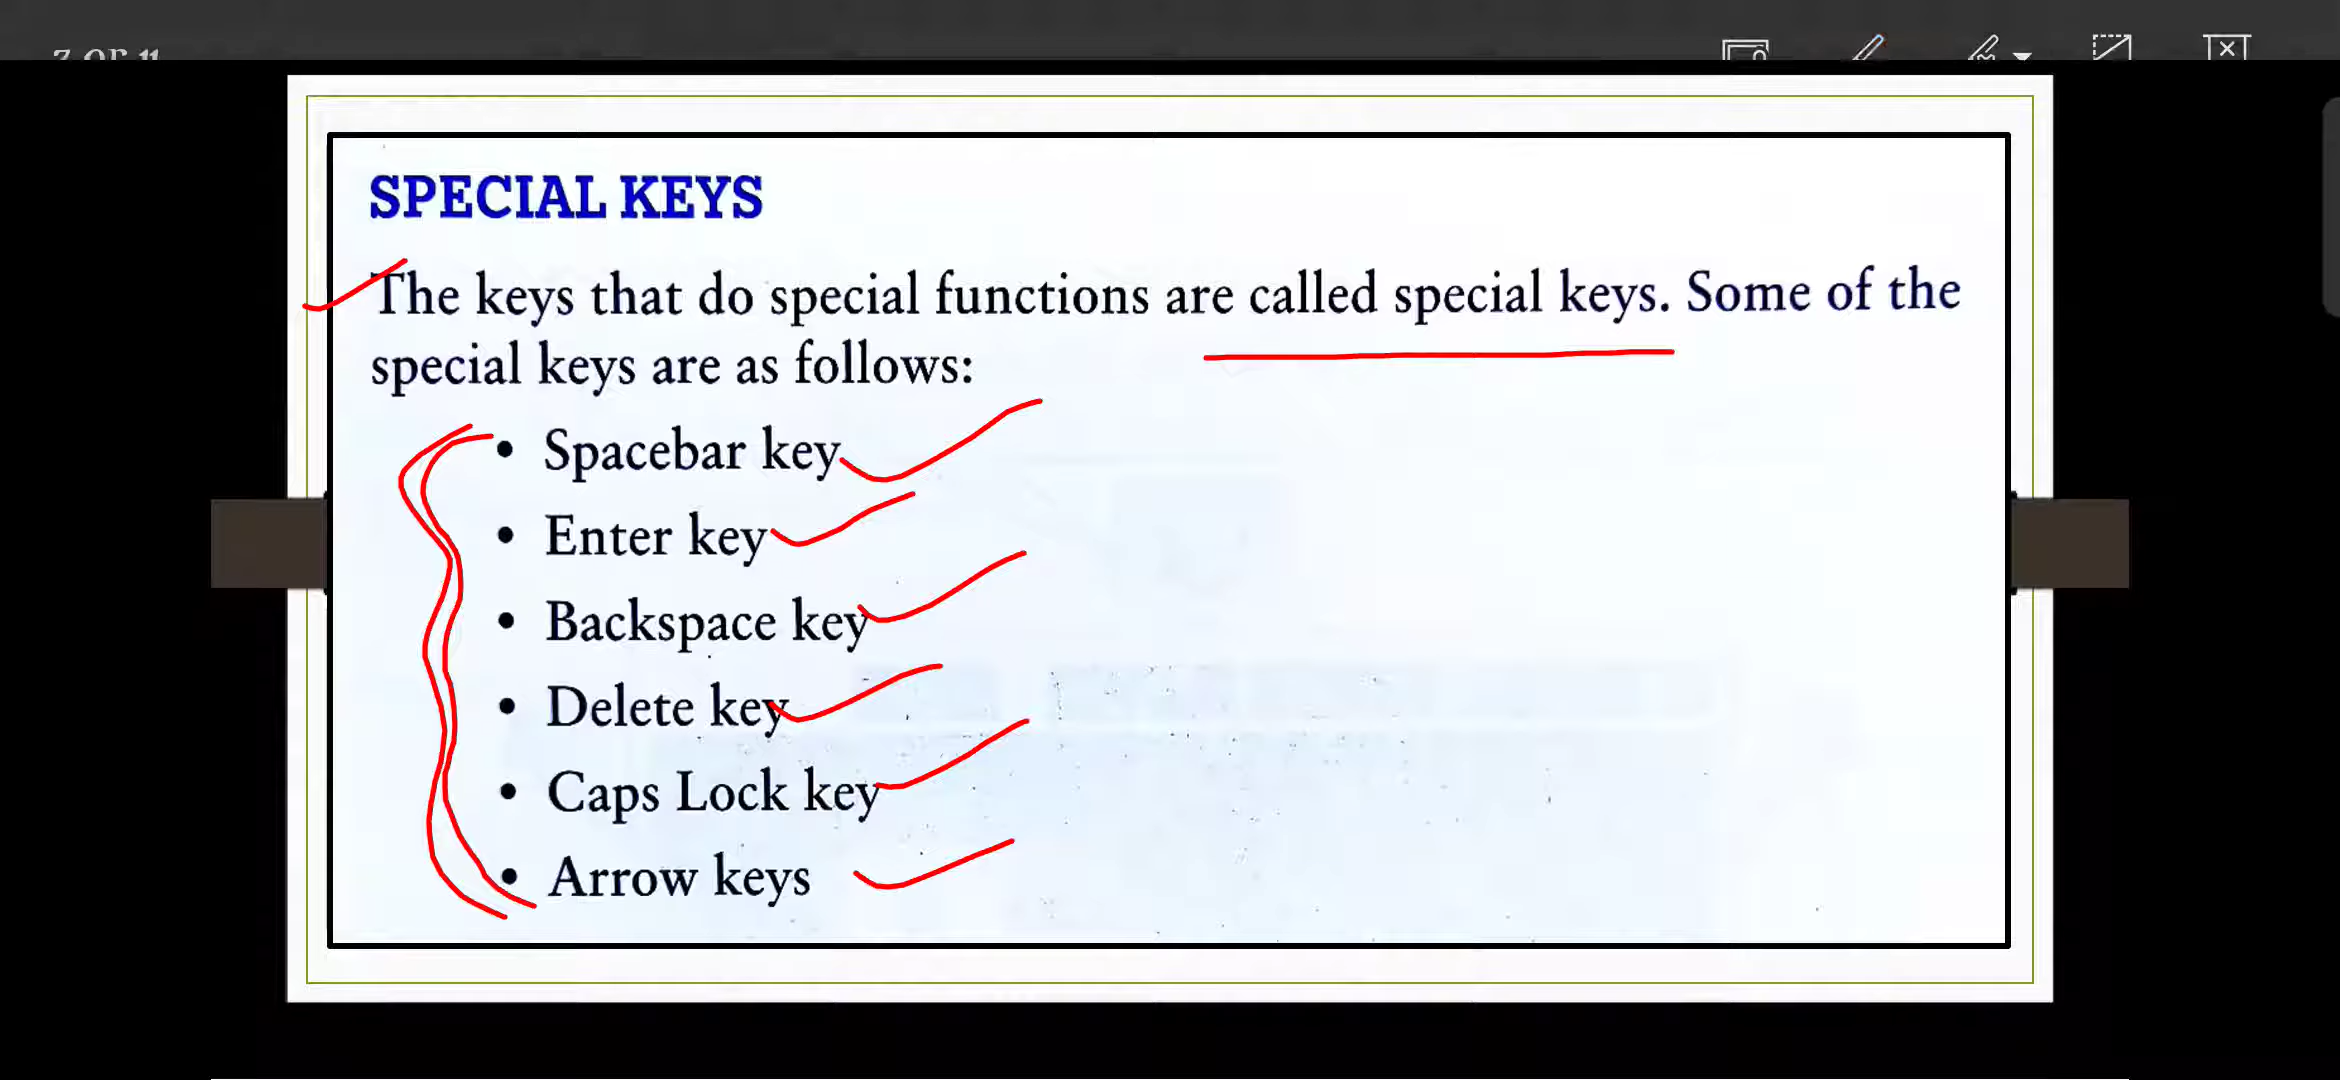 SPECIAL KEYS
The keys that do special functions are called special keys. Some of the
special keys are as follows:
• Spacebar key
• Enter key
• Backspace key
• Delete key
• Caps Lock key
• Arrow keys